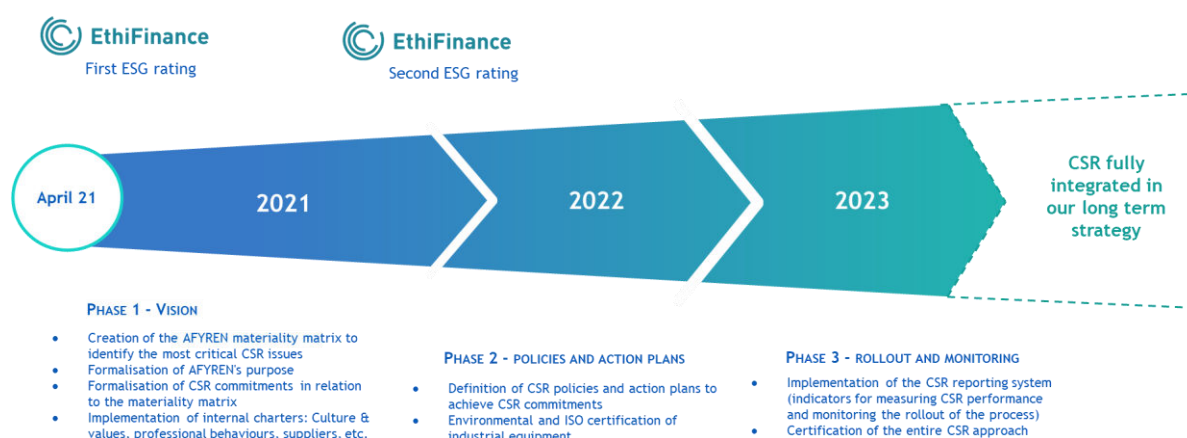 EthiFinance
First ESG rating
EthiFinance
Second ESG rating
April 21
2021
2022
2023
CSR fully
integrated in
our long term
strategy
PHASE 1 - VISION
• Creation of the AFYREN materiality matrix to
identify the most critical CSR issues
• Formalisation of AFYREN's purpose
• Formalisation of CSR commitments in relation
to the materiality matrix
• Implementation of internal charters: Culture &
values, professional behaviours, suppliers, etc.
PHASE 2 - POLICIES AND ACTION PLANS
• Definition of CSR policies and action plans to
achieve CSR commitments
• Environmental and ISO certification of
industrial equipment
PHASE 3 - ROLLOUT AND MONITORING
• Implementation of the CSR reporting system
(indicators for measuring CSR performance
and monitoring the rollout of the process)
• Certification of the entire CSR approach